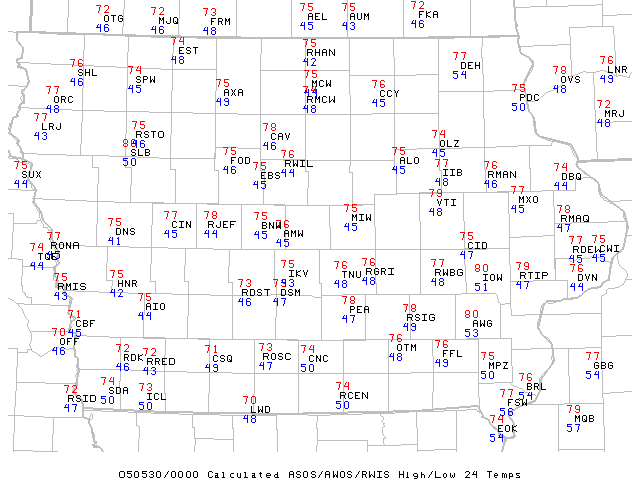 72 OTG 46
72 MJQ 46
73 FRM 48
75 AEL 45
75 AUM 43
72 FKA 46
74 EST 48
75 RHAN 42
77 DEH 54
76 SHL 46
74 SPW 45
75 MCW
RMCW 48
78 OVS 48
76 LNR 49
77 ORC 48
75 AXA 49
76 CCY 45
75 PDC 50
72 MRJ 48
77 LRJ 43
75 RSTO 46
SLB 50
78 CAV 46
74 OLZ 45
75 SUX 44
75 FOD 46
75 EBS 45
76 RWIL 44
75 ALO 45
77 IIB 48
76 RMAN 46
74 DBQ 44
79 VTI 48
77 MXO 45
75 DNS 41
77 CIN 45
78 RJEF 44
75 BNW 45
76 AMW 45
75 MIW 45
78 RMAQ 47
77 RONA
74 44
75 CID 47
77 RDEW 45
75 CWI 45
75 RMIS 43
75 HNR 42
75 IKV 43
73 RDST 46
DSM 47
76 TNU 48
76 RGRI 48
77 RWBG 48
80 IOW 51
79 RTIP 47
76 DVN 44
75 AIO 44
78 PEA 47
78 RSIG 49
80 AWG 53
71 CBF 45
70 OFF 46
72 RDK 46
72 RRED 43
71 CSQ 49
73 ROSC 47
74 CNC 50
76 OTM 48
76 FFL 49
75 MPZ 50
77 GBG 54
72 RSID 47
74 SDA 50
73 ICL 50
70 LWD 48
74 RCEN 50
76 BRL 54
77 FSW 56
74 EOK 54
79 MQB 57
050530/0000 Calculated ASOS/AWOS/RWIS High/Low 24 Temps